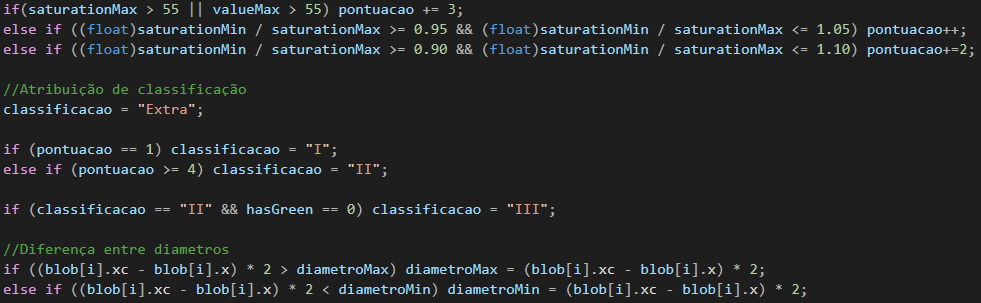 if(saturationMax > 55 || valueMax > 55) pontuacao += 3;
else if ((float)saturationMin / saturationMax >= 0.95 && (float)saturationMin / saturationMax <= 1.05) pontuacao++;
else if ((float)saturationMin / saturationMax >= 0.90 && (float)saturationMin / saturationMax <= 1.10) pontuacao+=2;
//Atribuição de classificação
classificacao = "Extra";
if (pontuacao == 1) classificacao = "I";
else if (pontuacao >= 4) classificacao = "II";
if (classificacao == "II" && hasGreen == 0) classificacao = "III";
//Diferença entre diametros
if ((blob[i].xc - blob[i].x) * 2 > diametroMax) diametroMax = (blob[i].xc - blob[i].x) * 2;
else if ((blob[i].xc - blob[i].x) * 2 < diametroMin) diametroMin = (blob[i].xc - blob[i].x) * 2;